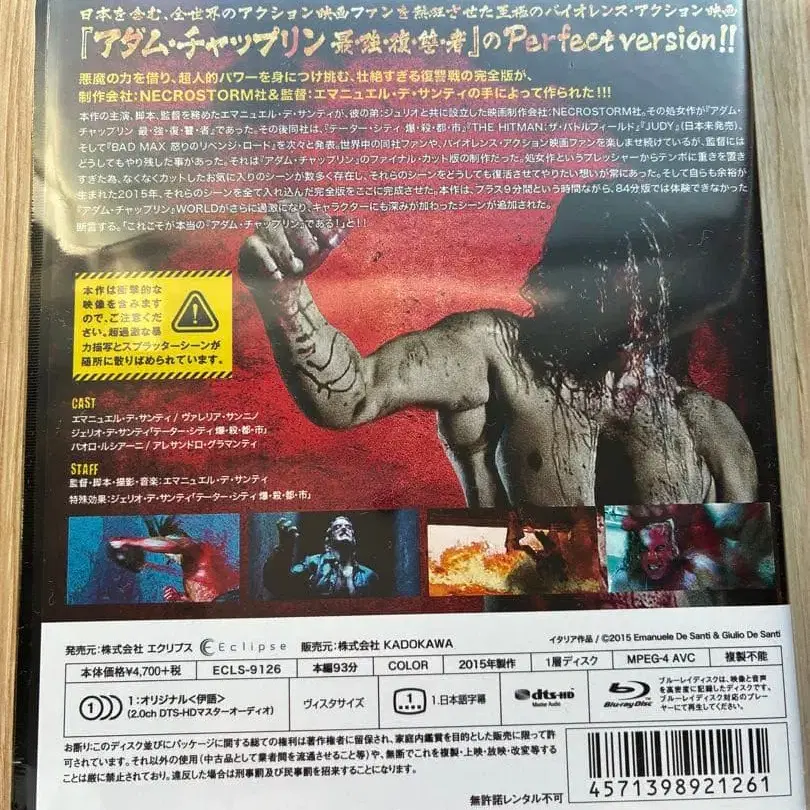 日本を含む、全世界のアクション映画ファンを熱狂させた至極のバイオレンス・アクション映画
『アダム・チャップリン 最・強・復・讐・者』のPerfect version!!
悪魔の力を借り、超人的パワーを身につけ挑む、壮絶すぎる復讐戦の完全版が、
制作会社:NECROSTORM社&監督:エマニュエル・デ・サンティの手によって作られた!!!
本作の主演、脚本、監督を務めたエマニュエル・デ・サンティが、彼の弟:ジュリオと共に設立した映画制作会社:NECROSTORM社。その処女作が『アダム・
チャップリン 最・強・復・讐・者』であった。その後同社は、『テーター・シティ 爆・殺・都・市』『THE HITMAN:ザ・バトルフィールド』『JUDY』(日本未発売)、
そして『BAD MAX 怒りのリベンジ・ロード』を次々と発表。世界中の同社ファンや、バイオレンス・アクション映画ファンを楽しませ続けているが、監督には
どうしてもやり残した事があった。それは『アダム・チャップリン』のファイナル・カット版の制作だった。処女作というプレッシャーからテンポに重きを置き
すぎた為、なくなくカットしたお気に入りのシーンが数多く存在し、それらのシーンをどうしても復活させてやりたい想いが常にあった。そして自らも余裕が
生まれた2015年、それらのシーンを全て入れ込んだ完全版をここに完成させた。本作は、プラス9分間という時間ながら、84分版では体験できなかった
『アダム・チャップリン』WORLDがさらに過激になり、キャラクターにも深みが加わったシーンが追加された。
断言する。「これこそが本当の『アダム・チャップリン』である!」と!!
本作は衝撃的な
映像を含みます
ので、ご注意くだ
さい。超過激な暴
力描写とスプラッターシーンが
随所に散りばめられています。
CAST
エマニュエル・デ・サンティ/ヴァレリア・サンニノ
ジェリオ・デ・サンティ「テーター・シティ 爆・殺・都・市」
パオロ・ルシアーニ/アレサンドロ・グラマンティ
STAFF
監督・脚本・撮影・音楽:エマニュエル・デ・サンティ
特殊効果:ジェリオ・デ・サンティ「テーター・シティ 爆・殺・都・市」
発売元:株式会社 エクリプス Eclipse 販売元:株式会社 KADOKAWA イタリア作品/©2015 Emanuele De Santi & Giulio De Santi
本体価格¥4,700+税 ECLS-9126 本編93分 COLOR 2015年製作 1層ディスク MPEG-4 AVC 複製不能
1:オリジナル<伊語>
(2.0ch DTS-HDマスターオーディオ)
ヴィスタサイズ
1 1.日本語字幕
dts-HD
Master Audio
Blu-ray Disc
ブルーレイディスクは、映像と音声
を高密度に記録したディスクです。
ブルーレイディスク対応のプレー
ヤーにて再生してください。
お断り:このディスク並びにパッケージに関する総ての権利は著作権者に留保され、家庭内鑑賞を目的とした販売に限って許諾されて
います。それ以外の使用(中古品として業者間を流通させること等)や、無断でこれを複製・上映・放映・改変等するこ
とは厳に禁止されており。違反した場合は刑事罰及び民事罰を招来することになります。
無許諾レンタル不可
4571398921261